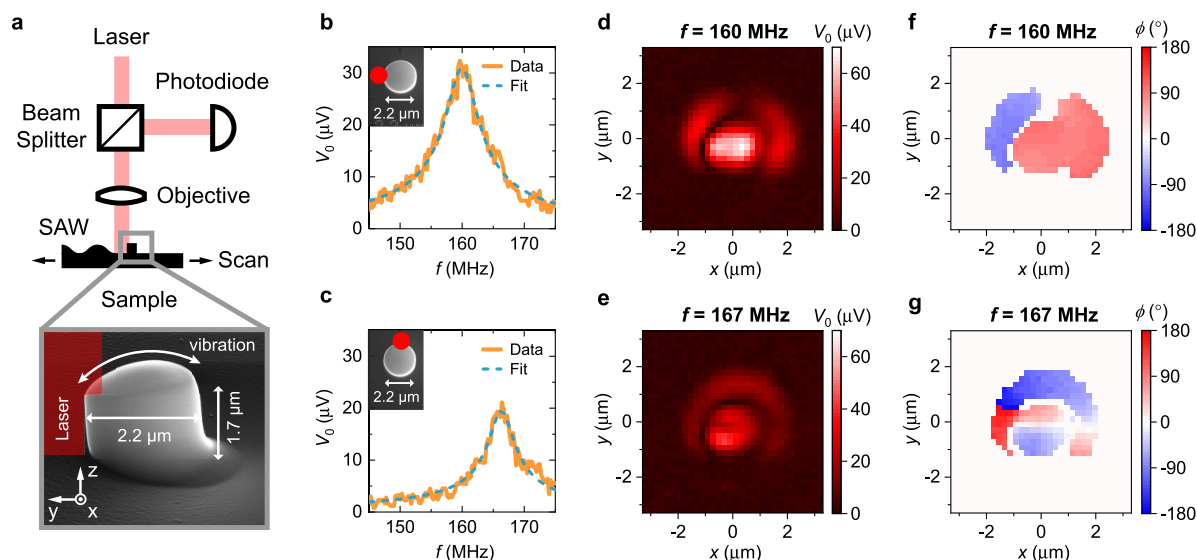 a
Laser
Photodiode
Beam
Splitter
Objective
SAW
Scan
Sample
vibration
Laser
2.2 µm
1.7 µm
z
y
x
b
30
20
10
0
V0 (µV)
Data
Fit
2.2 µm
150
160
170
f (MHz)
c
30
20
10
0
V0 (µV)
Data
Fit
2.2 µm
150
160
170
f (MHz)
d
f = 160 MHz
V0 (µV)
60
40
20
0
2
0
-2
y (µm)
-2
0
2
x (µm)
e
f = 167 MHz
V0 (µV)
60
40
20
0
2
0
-2
y (µm)
-2
0
2
x (µm)
f
f = 160 MHz
ϕ (°)
180
90
0
-90
-180
2
0
-2
y (µm)
-2
0
2
x (µm)
g
f = 167 MHz
ϕ (°)
180
90
0
-90
-180
2
0
-2
y (µm)
-2
0
2
x (µm)